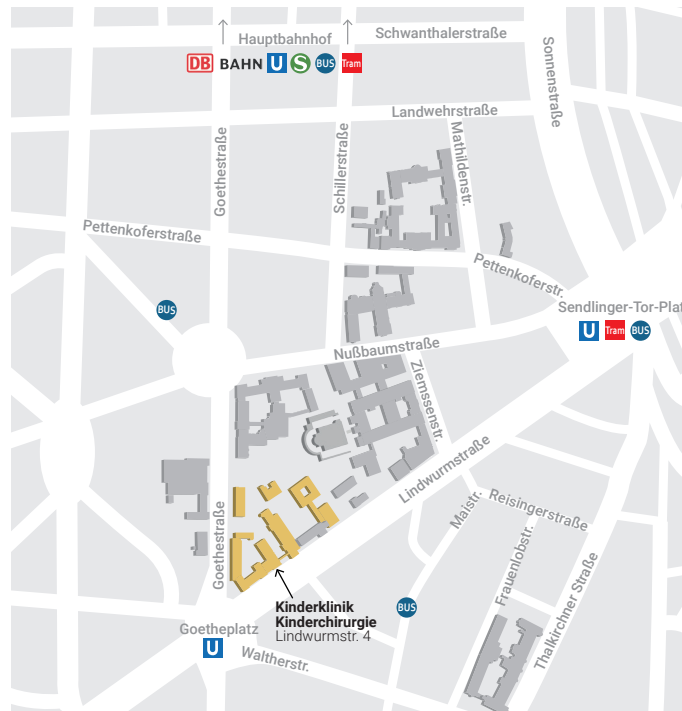 Hauptbahnhof
Schwanthalerstraße
DB BAHN U S BUS Tram
Sonnenstraße
Landwehrstraße
Mathildenstr.
Schillerstraße
Goethestraße
Pettenkoferstraße
Pettenkoferstr.
BUS
Sendlinger-Tor-Plat
U Tram BUS
Nußbaumstraße
Ziemssenstr.
Lindwurmstraße
Maistr.
Reisingerstraße
Goethestraße
Frauenlobstr.
Thalkirchner Straße
BUS
Kinderklinik
Kinderchirurgie
Lindwurmstr. 4
Goetheplatz
U
Waltherstr.